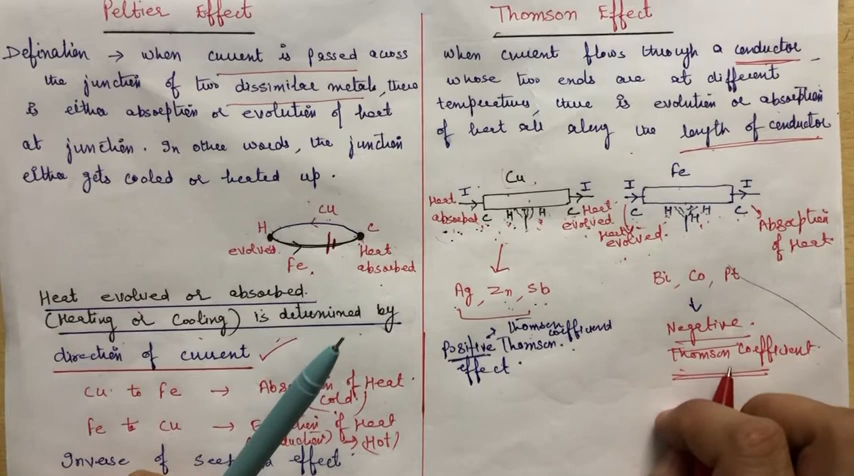 Peltier Effect
Defination → when current is passed across
the junction of two dissimilar metals, there
is either absorption or evolution of heat
at junction. In other words, the junction
either gets cooled or heated up.
Cu
H C
evolved Heat
Fe absorbed
Heat evolved or absorbed
(Heating or Cooling) is determined by
direction of current ✓
Cu to Fe → Absorption of Heat.
cold
Fe to Cu → of Heat
(Hot)
Inverse of effect.
Thomson Effect
when current flows through a conductor
whose two ends are at different
temperatures, there is evolution or absorption
of heat along the length of conductor
Cu Fe
I I I I
Heat
absorbed C H H C Heat
evolved
C H H C
Heat
evolved.
Absorption
of Heat
Ag, Zn, Sb
→ Thomson coefficient
Positive Thomson
effect.
Bi, Co, Pt
↓
Negative
Thomson coefficient